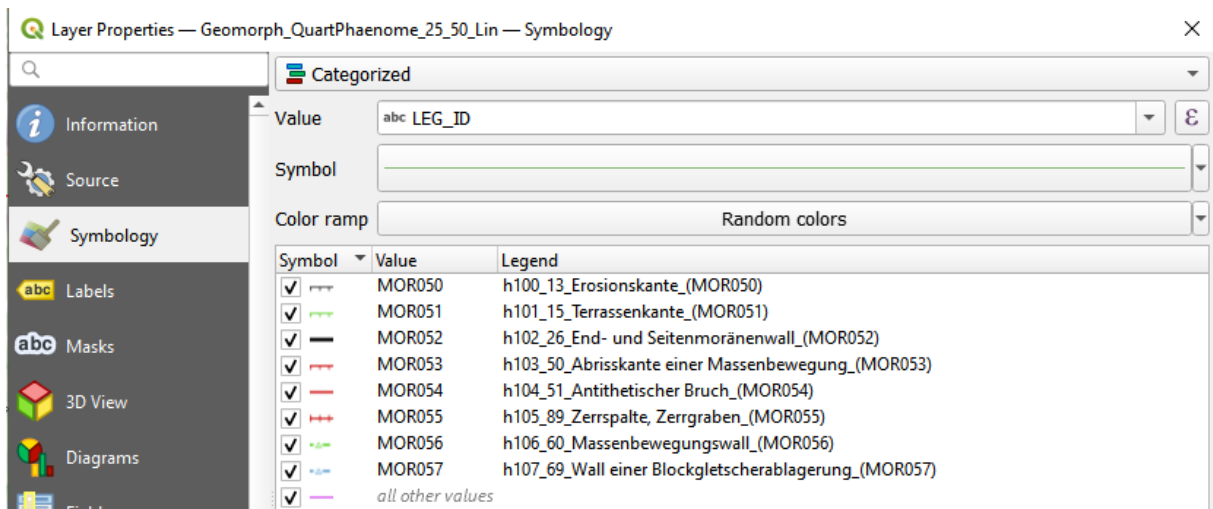 Layer Properties — Geomorph_QuartPhaenome_25_50_Lin — Symbology
Categorized
Information
Value abc LEG_ID ε
Source
Symbol
Symbology
Color ramp Random colors
Symbol Value Legend
abc Labels
MOR050 h100_13_Erosionskante_(MOR050)
MOR051 h101_15_Terrassenkante_(MOR051)
abc Masks
MOR052 h102_26_End- und Seitenmoränenwall_(MOR052)
MOR053 h103_50_Abrisskante einer Massenbewegung_(MOR053)
3D View
MOR054 h104_51_Antithetischer Bruch_(MOR054)
MOR055 h105_89_Zerrspalte, Zerrgraben_(MOR055)
Diagrams
MOR056 h106_60_Massenbewegungswall_(MOR056)
MOR057 h107_69_Wall einer Blockgletscherablagerung_(MOR057)
all other values